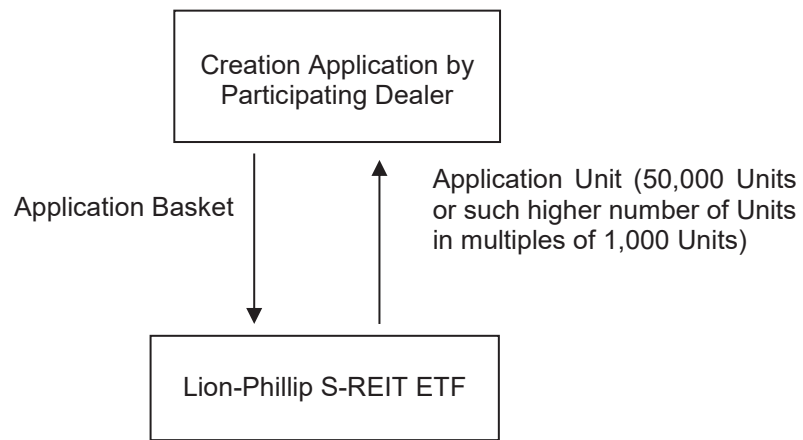 Creation Application by
Participating Dealer
Application Basket
Application Unit (50,000 Units
or such higher number of Units
in multiples of 1,000 Units)
Lion-Phillip S-REIT ETF